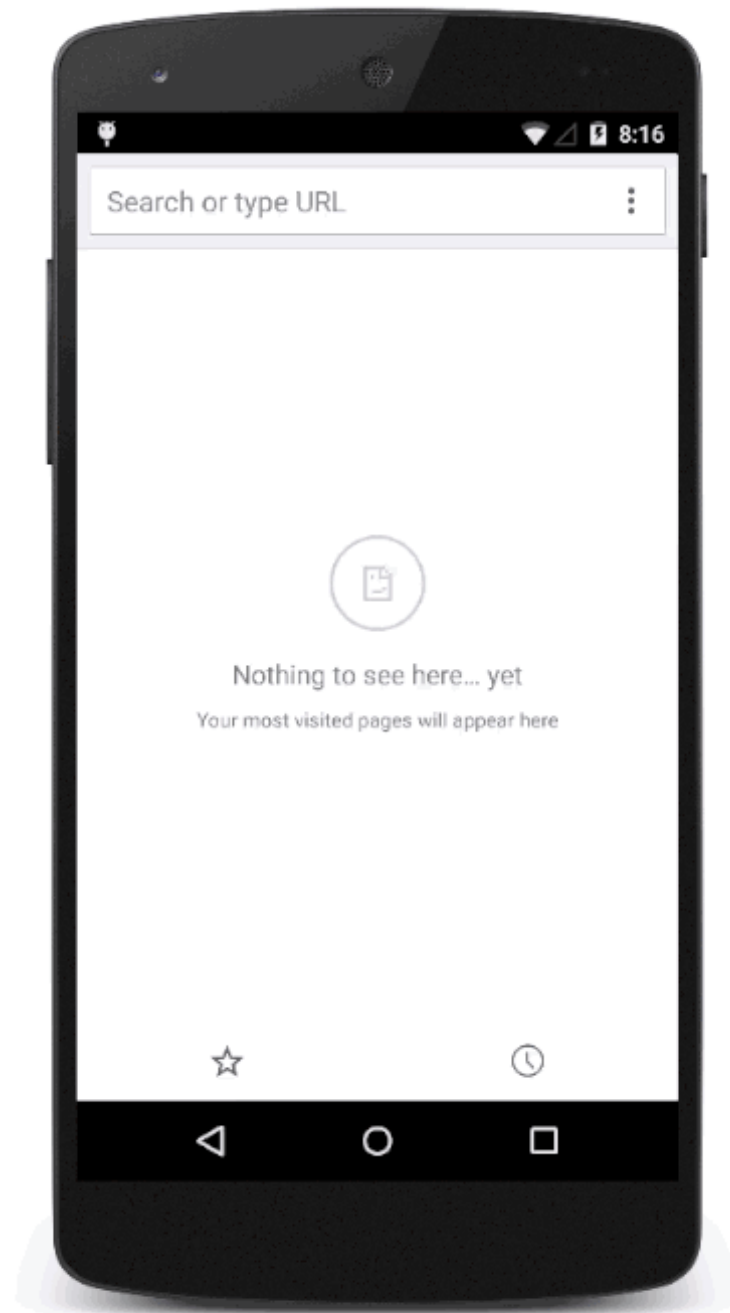 8:16
Search or type URL
Nothing to see here... yet
Your most visited pages will appear here